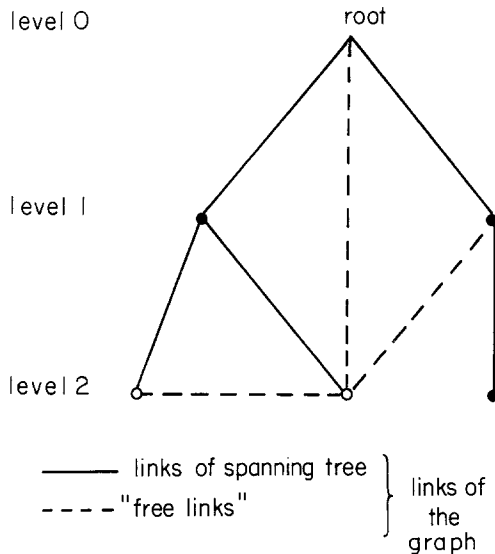 level 0
root
level 1
level 2
links of spanning tree
"free links"
links of
the
graph